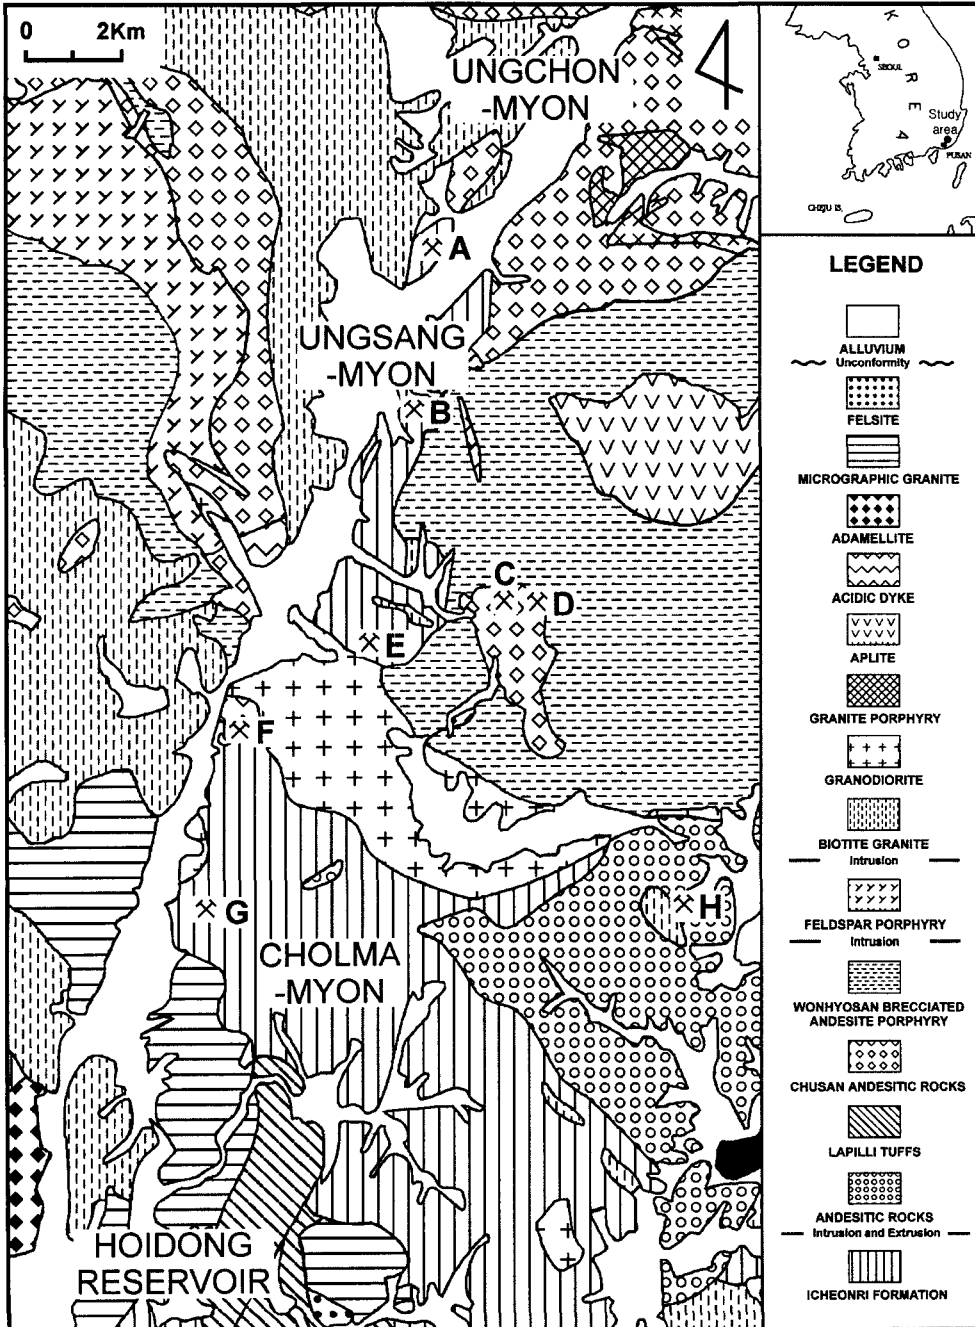 0 2Km
UNGCHON
-MYON
A
UNGSANG
-MYON
B
C
D
E
F
G
H
CHOLMA
-MYON
HOIDONG
RESERVOIR
K
O
R
E
A
SEOUL
Study
area
PUSAN
CHEJU IS.
LEGEND
ALLUVIUM
Unconformity
FELSITE
MICROGRAPHIC GRANITE
ADAMELLITE
ACIDIC DYKE
APLITE
GRANITE PORPHYRY
GRANODIORITE
BIOTITE GRANITE
Intrusion
FELDSPAR PORPHYRY
Intrusion
WONHYOSAN BRECCIATED
ANDESITE PORPHYRY
CHUSAN ANDESITIC ROCKS
LAPILLI TUFFS
ANDESITIC ROCKS
Intrusion and Extrusion
ICHEONRI FORMATION